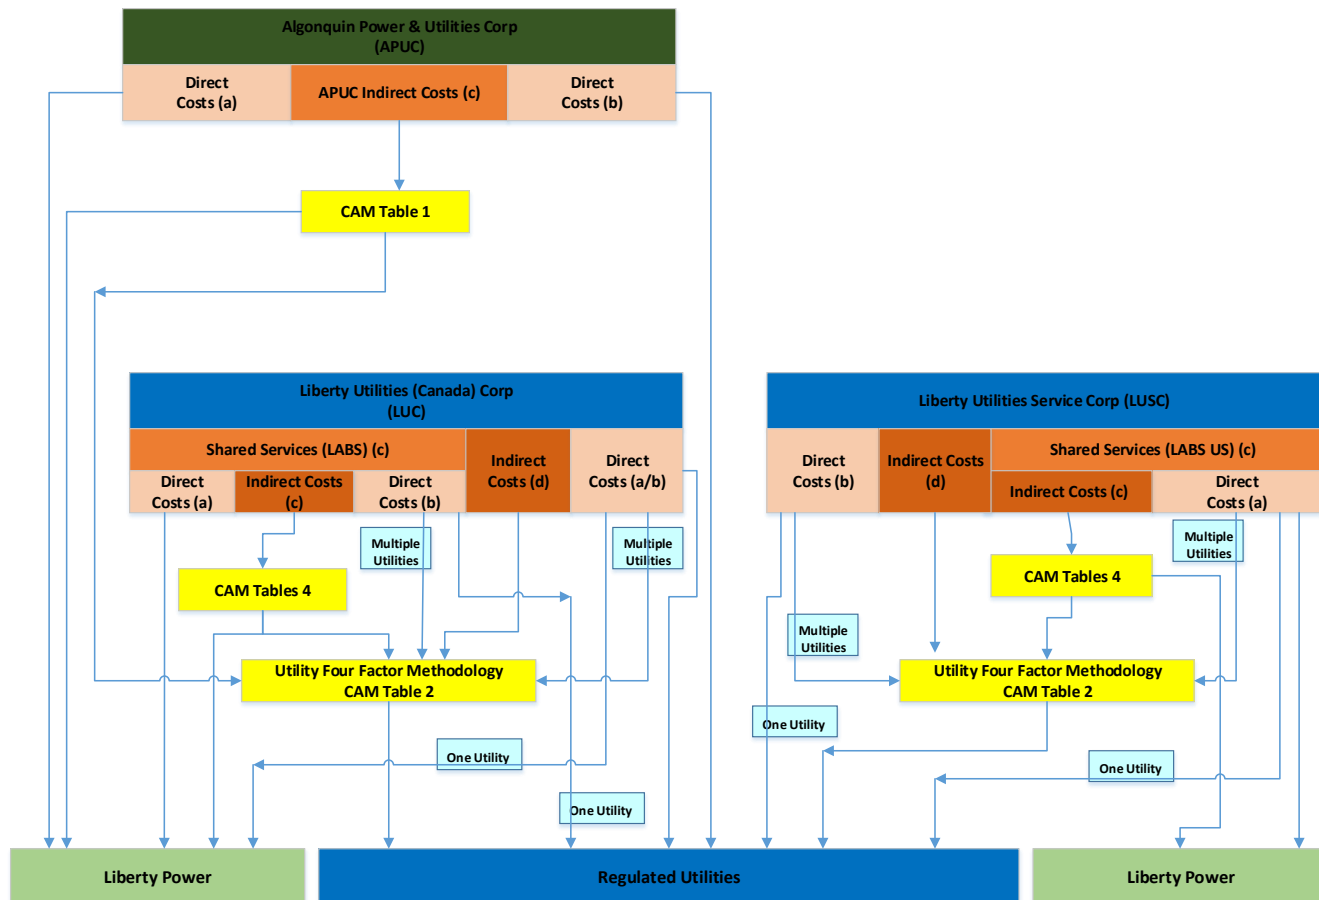 Algonquin Power & Utilities Corp
(APUC)
Direct
Costs (a)
APUC Indirect Costs (c)
Direct
Costs (b)
CAM Table 1
Liberty Utilities (Canada) Corp
(LUC)
Shared Services (LABS) (c)
Direct
Costs (a)
Indirect Costs
(c)
Direct
Costs (b)
Indirect
Costs (d)
Direct
Costs (a/b)
Liberty Utilities Service Corp (LUSC)
Direct
Costs (b)
Indirect Costs
(d)
Shared Services (LABS US) (c)
Indirect Costs (c)
Direct
Costs (a)
Multiple
Utilities
Multiple
Utilities
Multiple
Utilities
CAM Tables 4
CAM Tables 4
Multiple
Utilities
Utility Four Factor Methodology
CAM Table 2
Utility Four Factor Methodology
CAM Table 2
One Utility
One Utility
One Utility
One Utility
Liberty Power
Regulated Utilities
Liberty Power